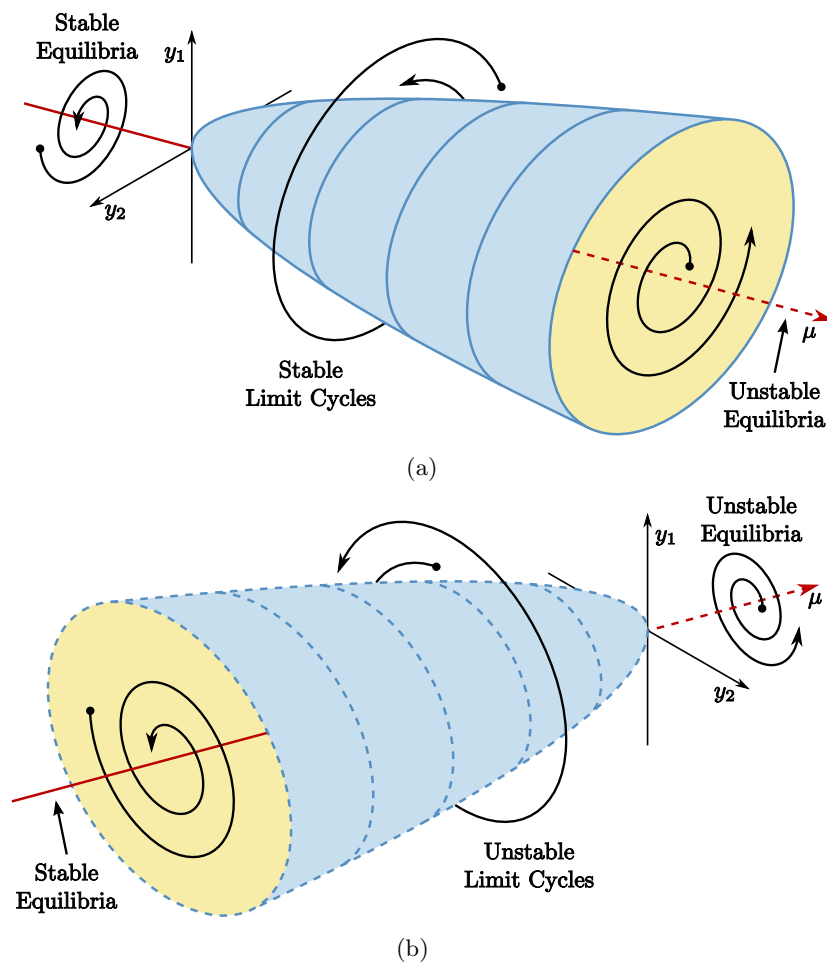 Stable
Equilibria
y₁
y₂
Stable
Limit Cycles
μ
Unstable
Equilibria
(a)
Unstable
Equilibria
y₁
μ
y₂
Stable
Equilibria
Unstable
Limit Cycles
(b)